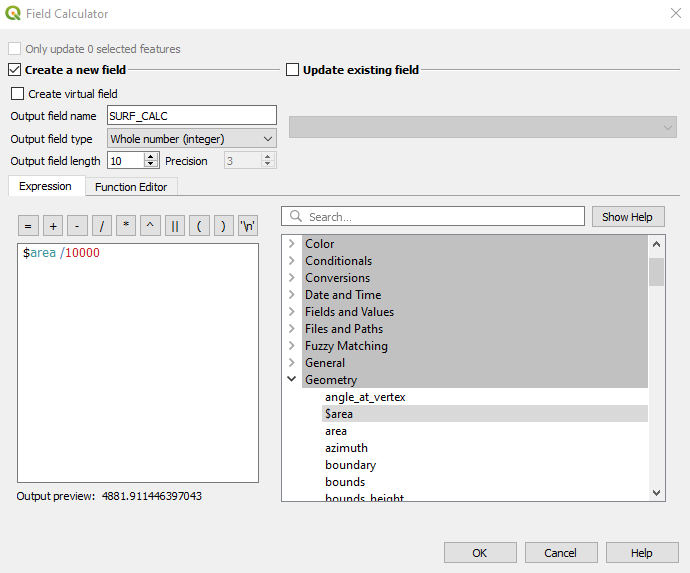 Field Calculator
Only update 0 selected features
Create a new field
Update existing field
Create virtual field
Output field name SURF_CALC
Output field type Whole number (integer)
Output field length 10 Precision 3
Expression Function Editor
= + - / * ^ || ( ) '\n'
Search... Show Help
$area /10000
Color
Conditionals
Conversions
Date and Time
Fields and Values
Files and Paths
Fuzzy Matching
General
Geometry
angle_at_vertex
$area
area
azimuth
boundary
bounds
bounds_height
Output preview: 4881.911446397043
OK Cancel Help